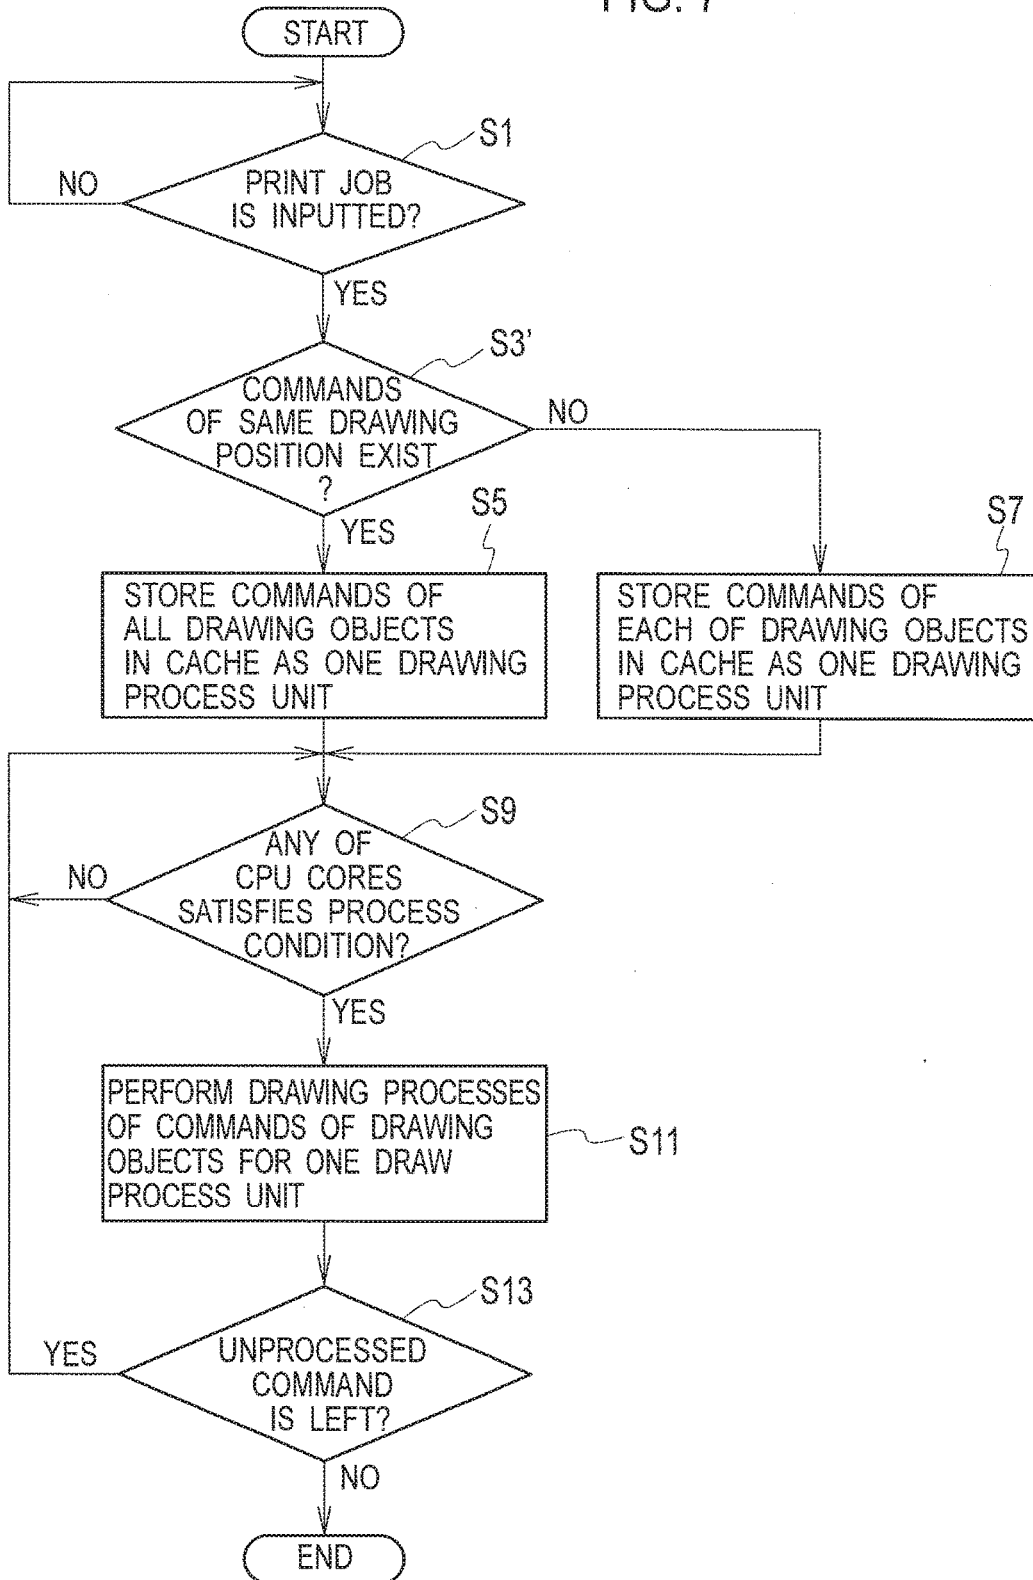 FIG. 7
START
S1
PRINT JOB
IS INPUTTED?
NO
YES
S3'
COMMANDS
OF SAME DRAWING
POSITION EXIST
?
NO
YES
S5
STORE COMMANDS OF
ALL DRAWING OBJECTS
IN CACHE AS ONE DRAWING
PROCESS UNIT
S7
STORE COMMANDS OF
EACH OF DRAWING OBJECTS
IN CACHE AS ONE DRAWING
PROCESS UNIT
S9
ANY OF
CPU CORES
SATISFIES PROCESS
CONDITION?
NO
YES
PERFORM DRAWING PROCESSES
OF COMMANDS OF DRAWING
OBJECTS FOR ONE DRAW
PROCESS UNIT
S11
S13
UNPROCESSED
COMMAND
IS LEFT?
YES
NO
END